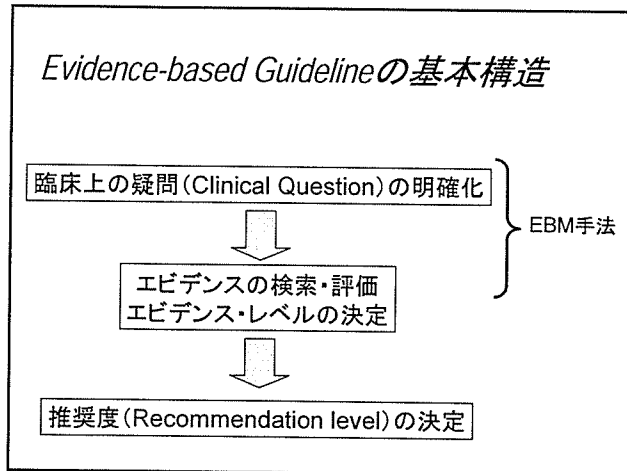 Evidence-based Guidelineの基本構造
臨床上の疑問(Clinical Question)の明確化
EBM手法
エビデンスの検索・評価
エビデンス・レベルの決定
推奨度(Recommendation level)の決定